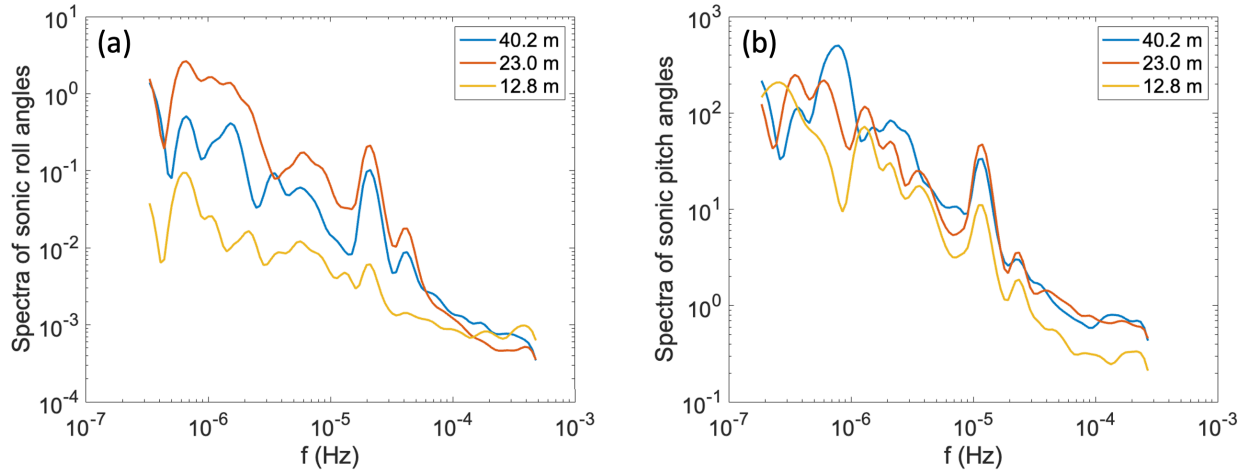 (a)
40.2 m
23.0 m
12.8 m
Spectra of sonic roll angles
10^1
10^0
10^-1
10^-2
10^-3
10^-4
10^-7
10^-6
10^-5
10^-4
10^-3
f (Hz)
(b)
40.2 m
23.0 m
12.8 m
Spectra of sonic pitch angles
10^3
10^2
10^1
10^0
10^-1
10^-7
10^-6
10^-5
10^-4
10^-3
f (Hz)